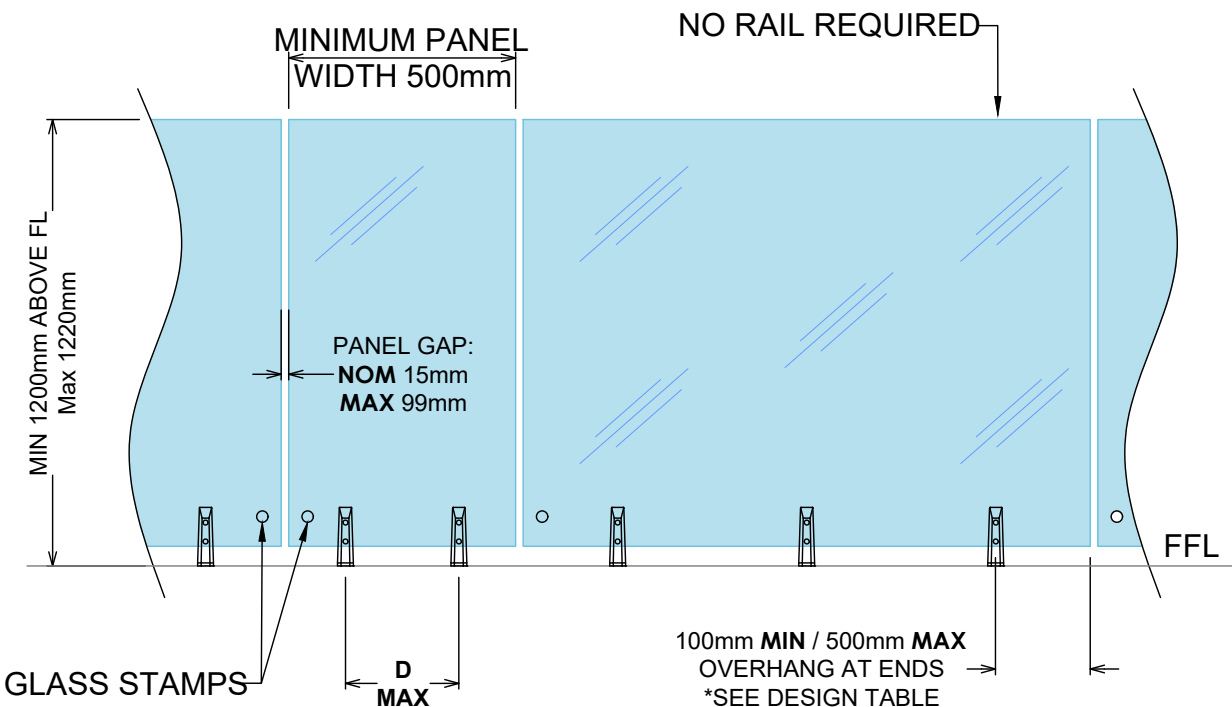 NO RAIL REQUIRED
MINIMUM PANEL
WIDTH 500mm
MIN 1200mm ABOVE FL
Max 1220mm
PANEL GAP:
NOM 15mm
MAX 99mm
FFL
GLASS STAMPS
D
MAX
100mm MIN / 500mm MAX
OVERHANG AT ENDS
*SEE DESIGN TABLE